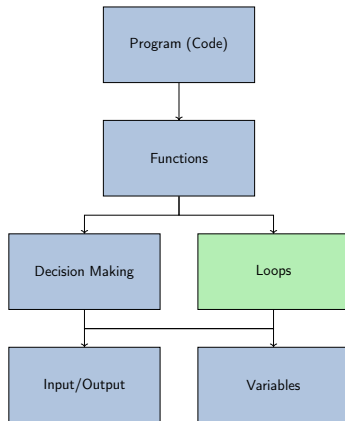 Program (Code)
Functions
Decision Making
Loops
Input/Output
Variables